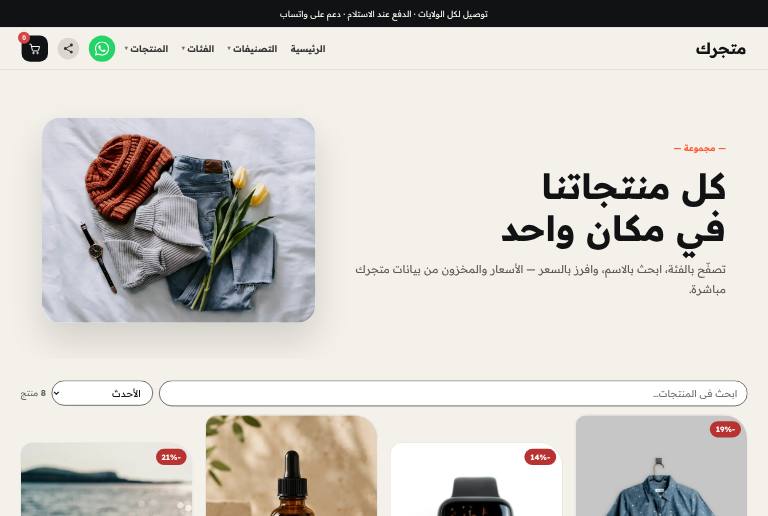 توصيل لكل الولايات · الدفع عند الاستلام · دعم على واتساب
متجرك
الرئيسية
التصنيفات
الفئات
المنتجات
0
— مجموعة —
كل منتجاتنا
في مكان واحد
تصفّح بالفئة، ابحث بالاسم، وافرز بالسعر — الأسعار والمخزون من بيانات متجرك
مباشرة.
ابحث في المنتجات...
الأحدث
8 منتج
-19%
-14%
-21%